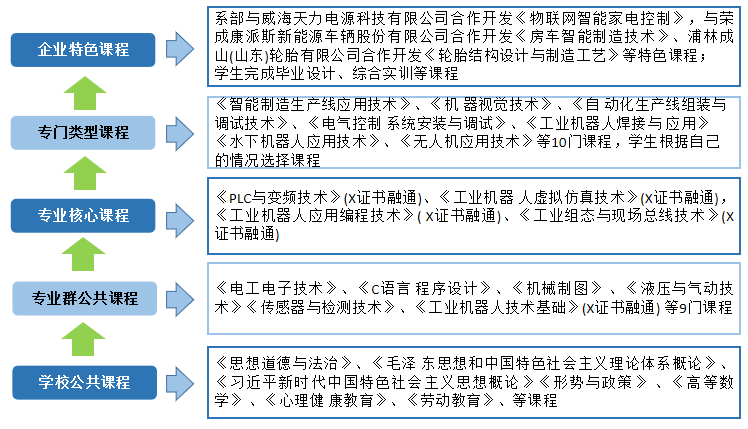 企业特色课程
系部与威海天力电源科技有限公司合作开发《物联网智能家电控制》，与荣
成康派斯新能源车辆股份有限公司合作开发《房车智能制造技术》、浦林成
山(山东)轮胎有限公司合作开发《轮胎结构设计与制造工艺》等特色课程；
学生完成毕业设计、综合实训等课程
专门类型课程
《智能制造生产线应用技术》、《机 器视觉技术》、《自 动化生产线组装与
调试技术》、《电气控制 系统安装与调试》、《工业机器人焊接与应用》
《水下机器人应用技术》、《无人机应用技术》等10门课程，学生根据自己
的情况选择课程
专业核心课程
《PLC与变频技术》(X证书融通)、《工业机器 人虚拟仿真技术》(X证书融通)，
《工业机器人应用编程技术》( X证书融通)、《工业组态与现场总线技术》(X
证书融通)
专业群公共课程
《电工电子技术》、《C语言 程序设计》、《机械制图》、《液压与气动技
术》《传感器与检测技术》、《工业机器人技术基础》(X证书融通) 等9门课程
学校公共课程
《思想道德与法治》、《毛泽 东思想和中国特色社会主义理论体系概论》、
《习近平新时代中国特色社会主义思想概论》《形势与政策》 、《高等数
学》、《心理健 康教育》、《劳动教育》、等课程